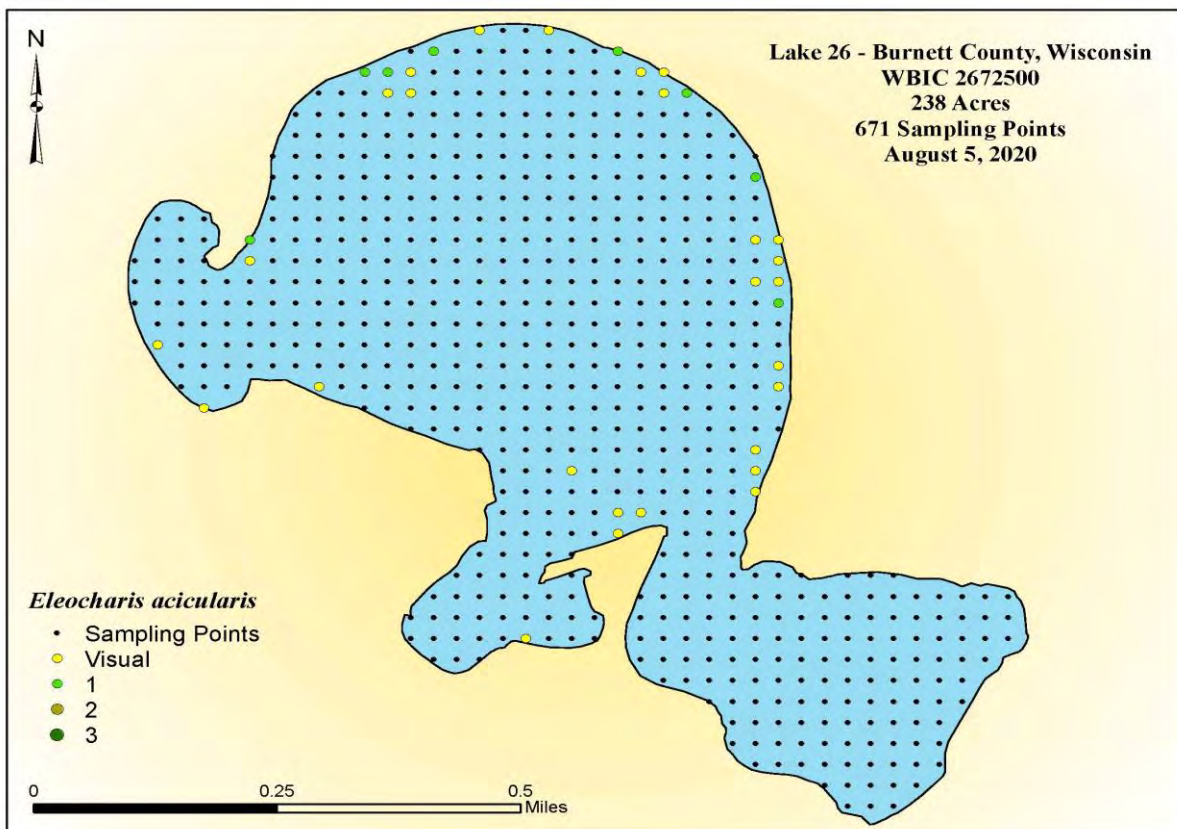 N
Lake 26 - Burnett County, Wisconsin
WBIC 2672500
238 Acres
671 Sampling Points
August 5, 2020
Eleocharis acicularis
Sampling Points
Visual
1
2
3
0 0.25 0.5
Miles